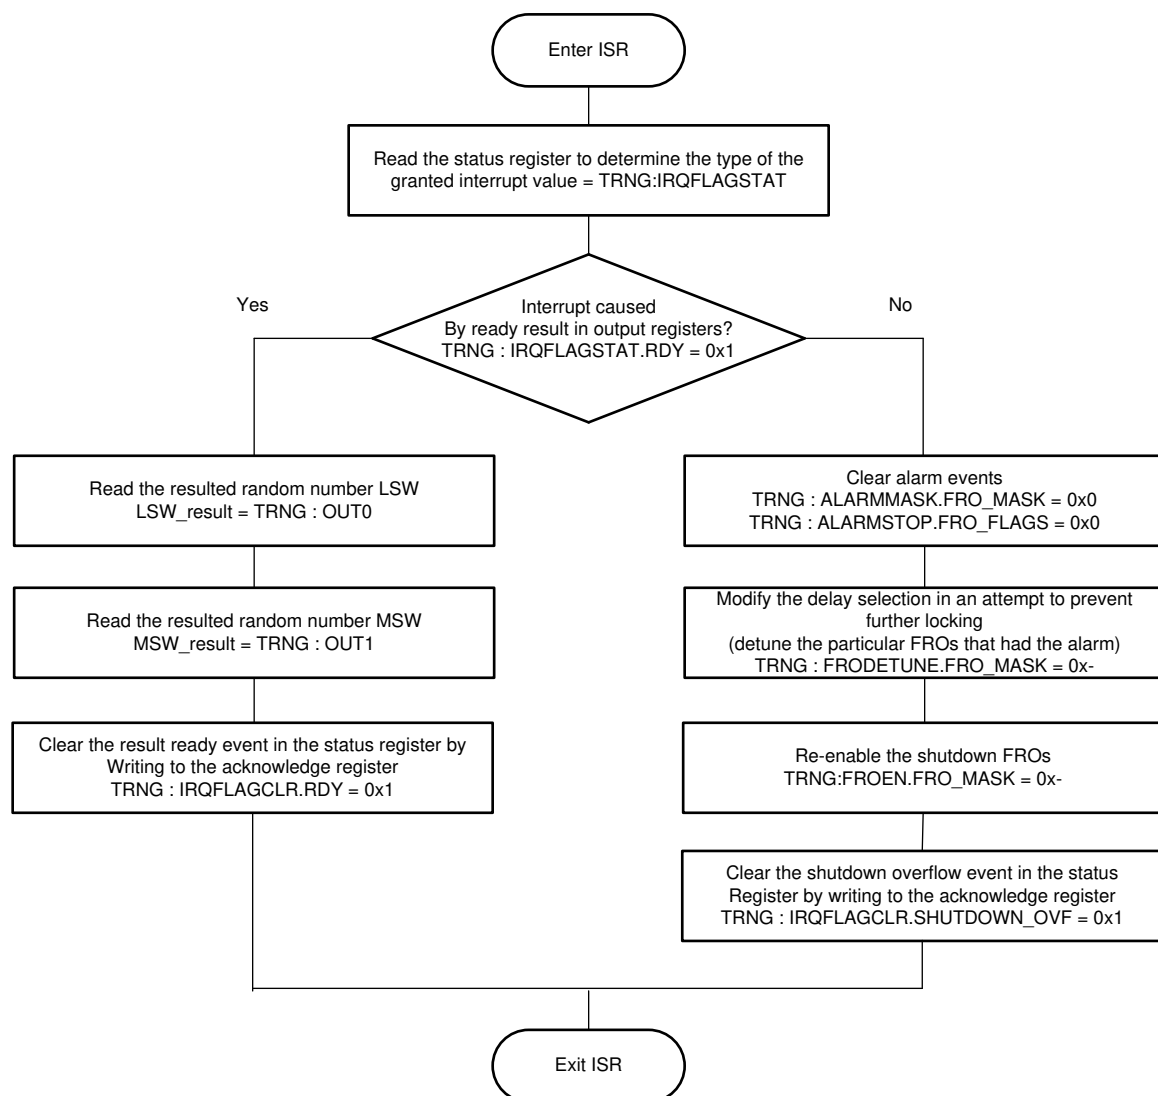 Enter ISR
Read the status register to determine the type of the
granted interrupt value = TRNG:IRQFLAGSTAT
Yes
No
Interrupt caused
By ready result in output registers?
TRNG : IRQFLAGSTAT.RDY = 0x1
Read the resulted random number LSW
LSW_result = TRNG : OUT0
Read the resulted random number MSW
MSW_result = TRNG : OUT1
Clear the result ready event in the status register by
Writing to the acknowledge register
TRNG : IRQFLAGCLR.RDY = 0x1
Clear alarm events
TRNG : ALARMMASK.FRO_MASK = 0x0
TRNG : ALARMSTOP.FRO_FLAGS = 0x0
Modify the delay selection in an attempt to prevent
further locking
(detune the particular FROs that had the alarm)
TRNG : FRODETUNE.FRO_MASK = 0x-
Re-enable the shutdown FROs
TRNG:FROEN.FRO_MASK = 0x-
Clear the shutdown overflow event in the status
Register by writing to the acknowledge register
TRNG : IRQFLAGCLR.SHUTDOWN_OVF = 0x1
Exit ISR